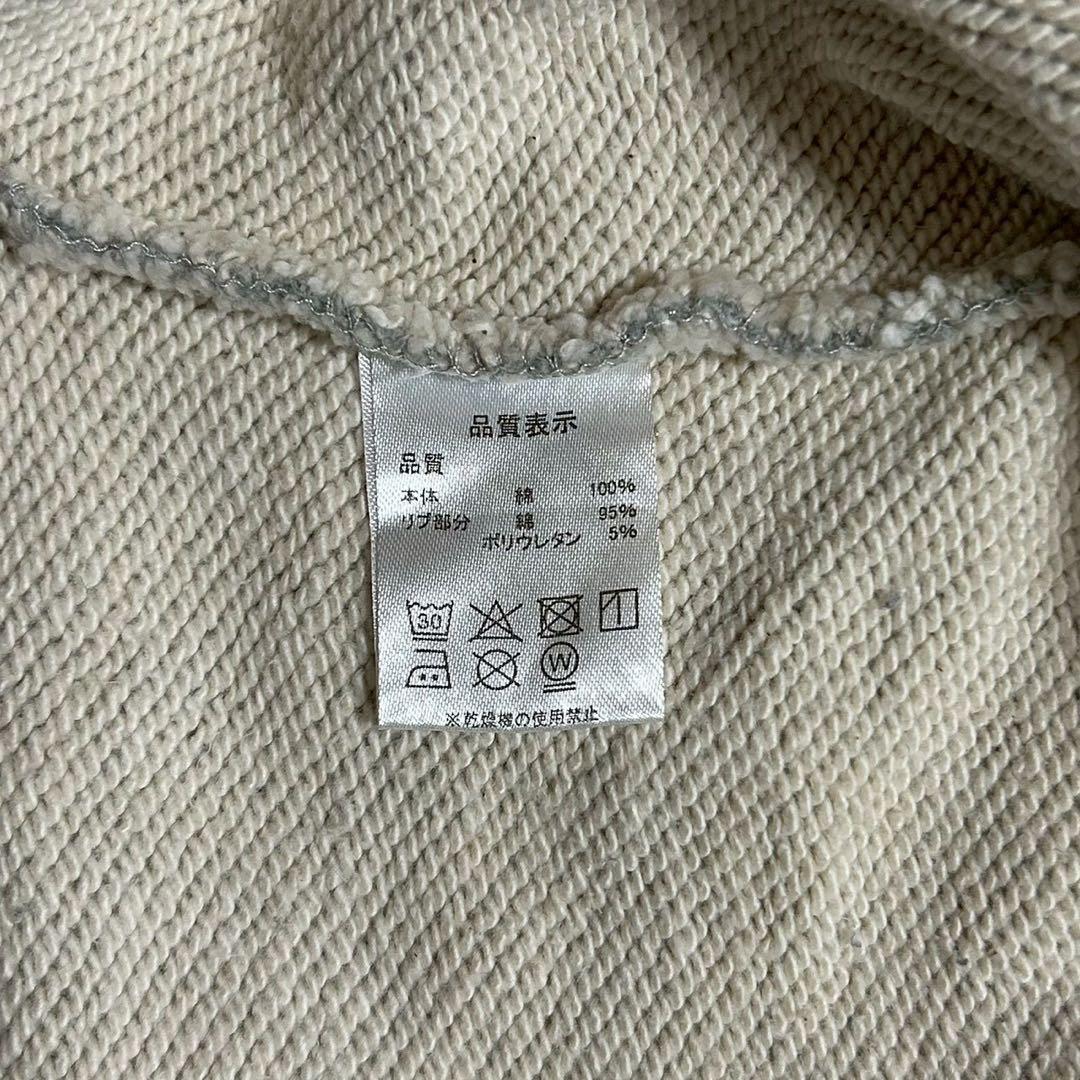 品質表示
品質
本体 綿 100%
リブ部分 綿 95%
ポリウレタン 5%
30
W
※乾燥機の使用禁止